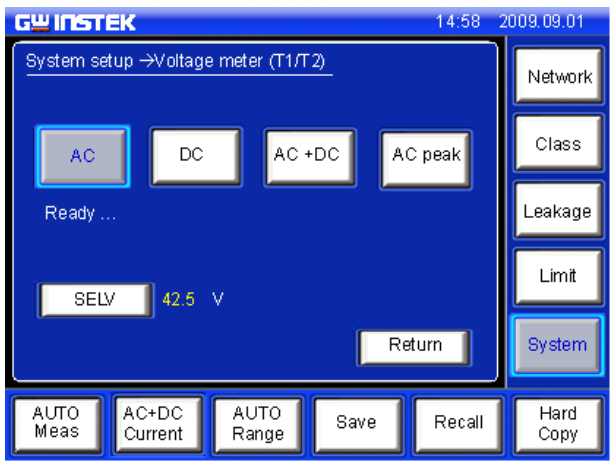 GW INSTEK 14:58 2009.09.01
System setup →Voltage meter (T1/T2)
AC DC AC +DC AC peak
Ready ...
SELV 42.5 V
Return
Network
Class
Leakage
Limit
System
AUTO
Meas
AC+DC
Current
AUTO
Range
Save
Recall
Hard
Copy